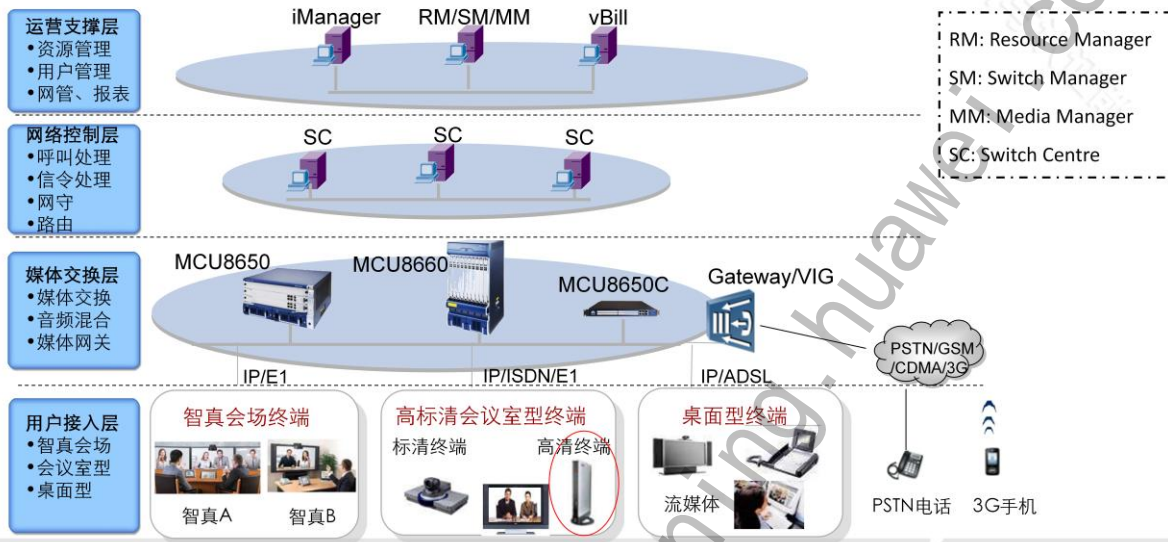 运营支撑层
•资源管理
•用户管理
•网管、报表
iManager
RM/SM/MM
vBill
RM: Resource Manager
SM: Switch Manager
MM: Media Manager
SC: Switch Centre
网络控制层
•呼叫处理
•信令处理
•网守
•路由
SC
SC
SC
媒体交换层
•媒体交换
•音频混合
•媒体网关
MCU8650
MCU8660
MCU8650C
Gateway/VIG
PSTN/GSM
/CDMA/3G
IP/E1
IP/ISDN/E1
IP/ADSL
用户接入层
•智真会场
•会议室型
•桌面型
智真会场终端
智真A
智真B
高标清会议室型终端
标清终端
高清终端
桌面型终端
流媒体
PSTN电话
3G手机
ning.huawei.co